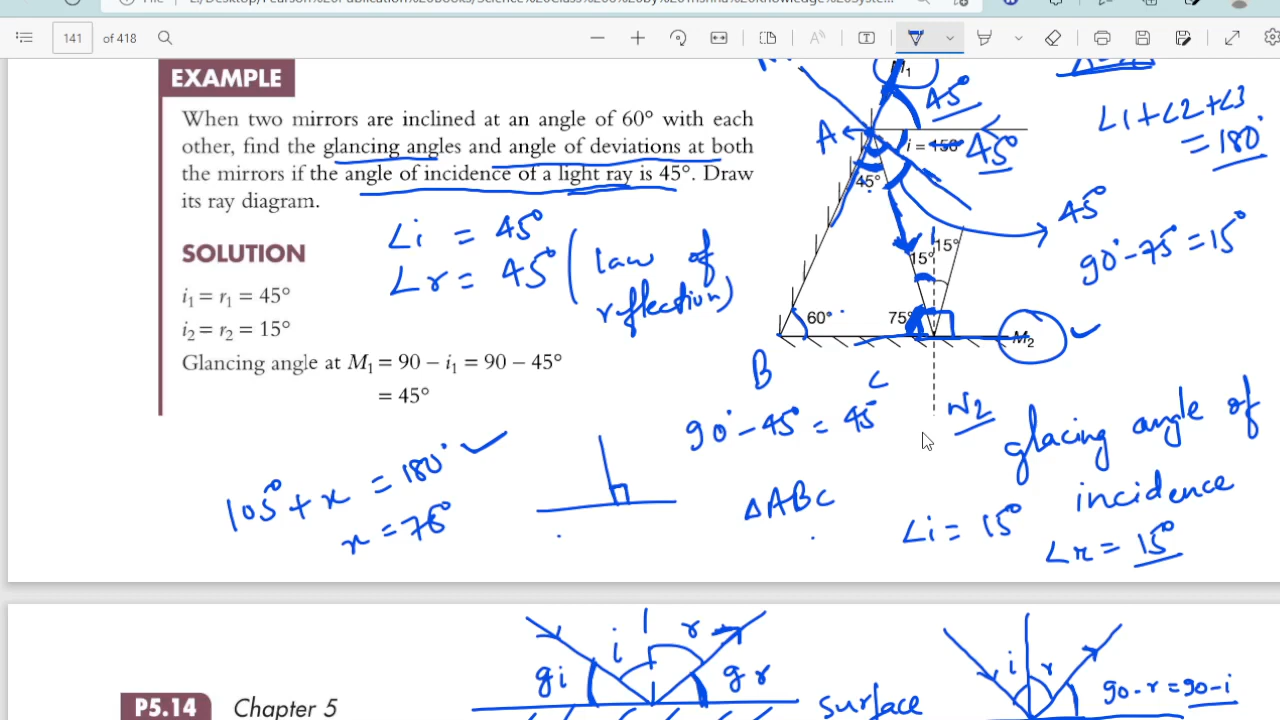 141 of 418
EXAMPLE
When two mirrors are inclined at an angle of 60° with each
other, find the glancing angles and angle of deviations at both
the mirrors if the angle of incidence of a light ray is 45°. Draw
its ray diagram.
SOLUTION
i₁ = r₁ = 45°
i₂ = r₂ = 15°
Glancing angle at M₁ = 90 – i₁ = 90 – 45°
= 45°
∠i = 45°
∠r = 45° (law of
reflection)
M₁
45°
A
i = 150° 45°
45°
45°
15° 15°
60° 75°
M₂
B
C
N2
∠1+∠2+∠3
= 180°
90°-75° = 15°
90°-45° = 45°
105° + x = 180°
x = 75°
△ABC
glacing angle of
incidence
∠i = 15°
∠r = 15°
gi i r gr
surface
i r
90-r = 90-i
P5.14 Chapter 5